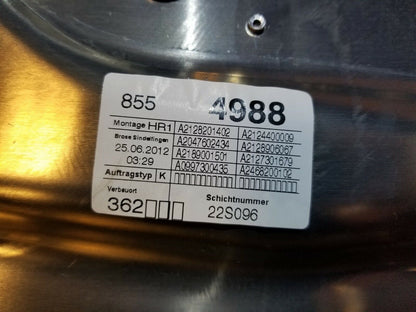 855 4988
Montage HR1 A2128201402 A2124400009
Brose Sindelfingen A2047602434 A2128906067
25.06.2012 A2189001501 A2127301679
03:29 A0997300435 A2468200102
Auftragstyp K
Verbauort Schichtnummer
362 22S096